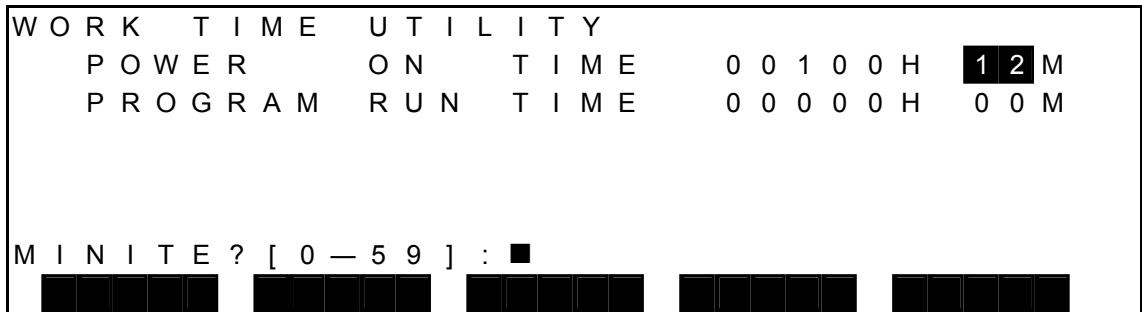 WORK TIME UTILITY
POWER ON TIME 00100H 12M
PROGRAM RUN TIME 00000H 00M
MINITE?[0—59]:■